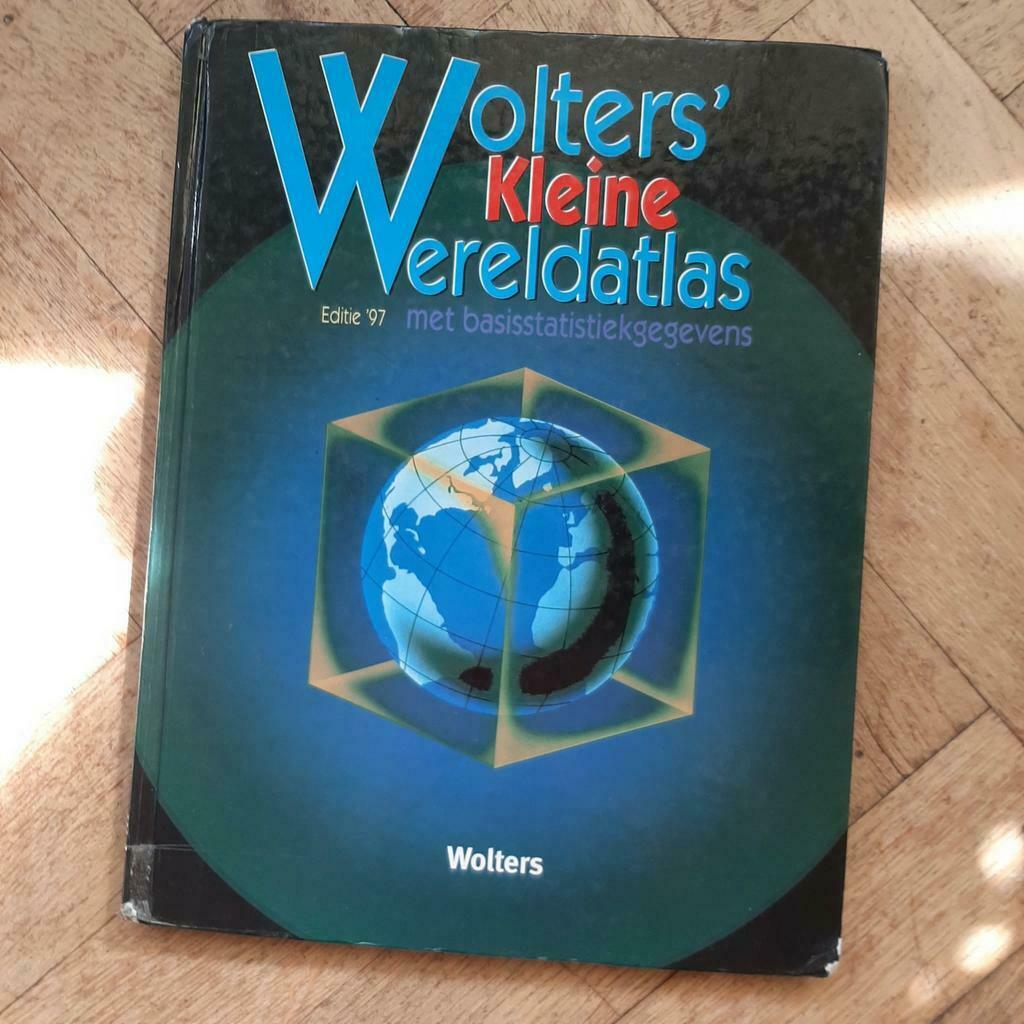 Wolters'
Kleine
Wereldatlas
Editie '97 met basisstatistiekgegevens
Wolters